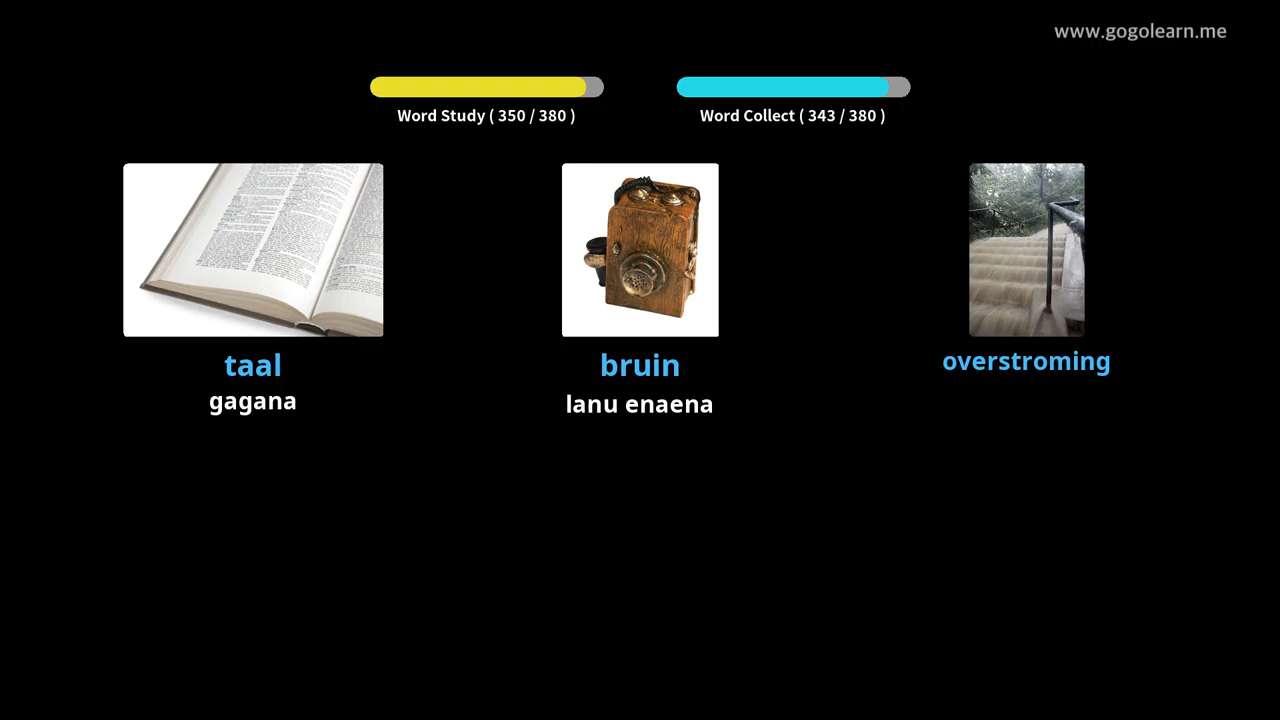 www.gogolearn.me
Word Study ( 350 / 380 )
Word Collect ( 343 / 380 )
taal
bruin
overstroming
gagana
lanu enaena